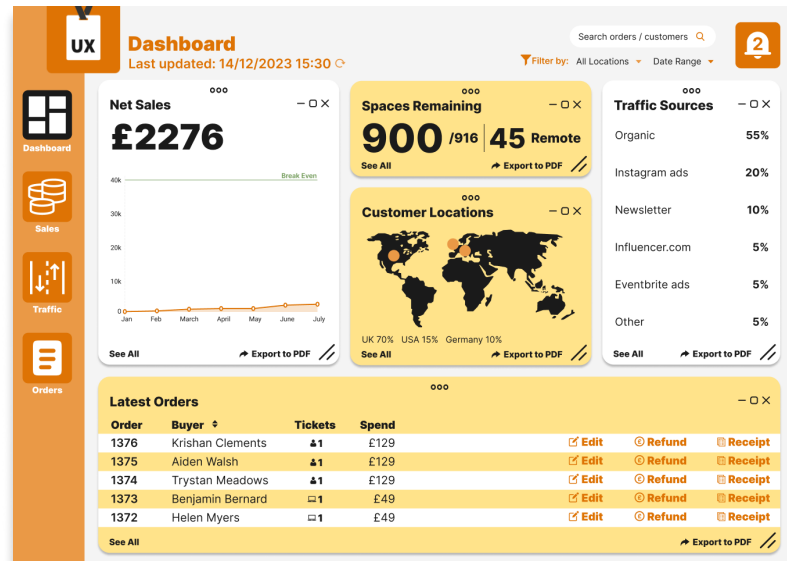 UX
Dashboard
Last updated: 14/12/2023 15:30
Search orders / customers
Filter by: All Locations Date Range
2
Dashboard
Sales
Traffic
Orders
Net Sales
£2276
40k
Break Even
30k
20k
10k
0
Jan Feb March April May June July
See All Export to PDF
Spaces Remaining
900 /916 45 Remote
See All Export to PDF
Customer Locations
UK 70% USA 15% Germany 10%
See All Export to PDF
Traffic Sources
Organic 55%
Instagram ads 20%
Newsletter 10%
Influencer.com 5%
Eventbrite ads 5%
Other 5%
See All Export to PDF
Latest Orders
Order Buyer Tickets Spend
1376 Krishan Clements 1 £129 Edit Refund Receipt
1375 Aiden Walsh 1 £129 Edit Refund Receipt
1374 Trystan Meadows 1 £129 Edit Refund Receipt
1373 Benjamin Bernard 1 £49 Edit Refund Receipt
1372 Helen Myers 1 £49 Edit Refund Receipt
See All Export to PDF